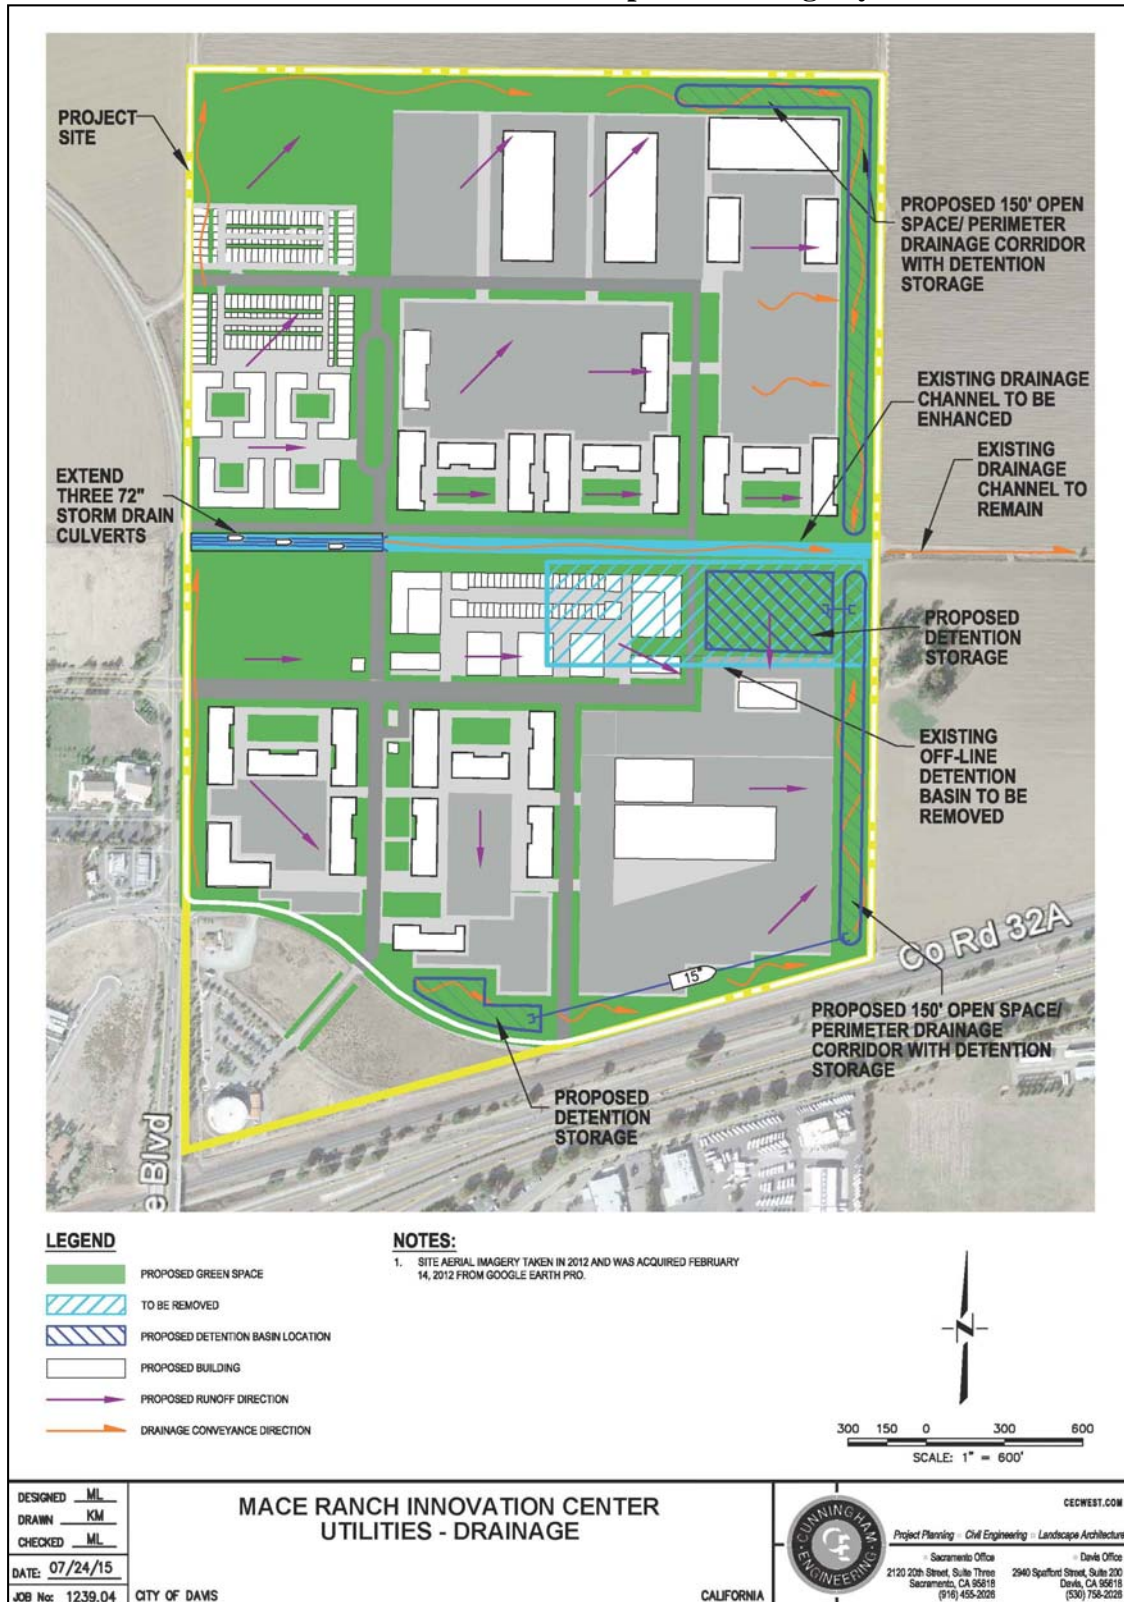 PROJECT
SITE
PROPOSED 150' OPEN
SPACE/ PERIMETER
DRAINAGE CORRIDOR
WITH DETENTION
STORAGE
EXISTING DRAINAGE
CHANNEL TO BE
ENHANCED
EXISTING
DRAINAGE
CHANNEL TO
REMAIN
EXTEND
THREE 72"
STORM DRAIN
CULVERTS
PROPOSED
DETENTION
STORAGE
EXISTING
OFF-LINE
DETENTION
BASIN TO BE
REMOVED
Co Rd 32A
15"
PROPOSED 150' OPEN SPACE/
PERIMETER DRAINAGE
CORRIDOR WITH DETENTION
STORAGE
PROPOSED
DETENTION
STORAGE
e Blvd
LEGEND
PROPOSED GREEN SPACE
TO BE REMOVED
PROPOSED DETENTION BASIN LOCATION
PROPOSED BUILDING
PROPOSED RUNOFF DIRECTION
DRAINAGE CONVEYANCE DIRECTION
NOTES:
1. SITE AERIAL IMAGERY TAKEN IN 2012 AND WAS ACQUIRED FEBRUARY
14, 2012 FROM GOOGLE EARTH PRO.
N
300 150 0 300 600
SCALE: 1" = 600'
DESIGNED ML
DRAWN KM
CHECKED ML
DATE: 07/24/15
JOB No: 1239.04
MACE RANCH INNOVATION CENTER
UTILITIES - DRAINAGE
CITY OF DAVIS
CALIFORNIA
CUNNINGHAM
ENGINEERING
CECWEST.COM
Project Planning Civil Engineering Landscape Architecture
Sacramento Office
2120 20th Street, Suite Three
Sacramento, CA 95818
(916) 455-2026
Davis Office
2940 Spafford Street, Suite 200
Davis, CA 95618
(530) 758-2026